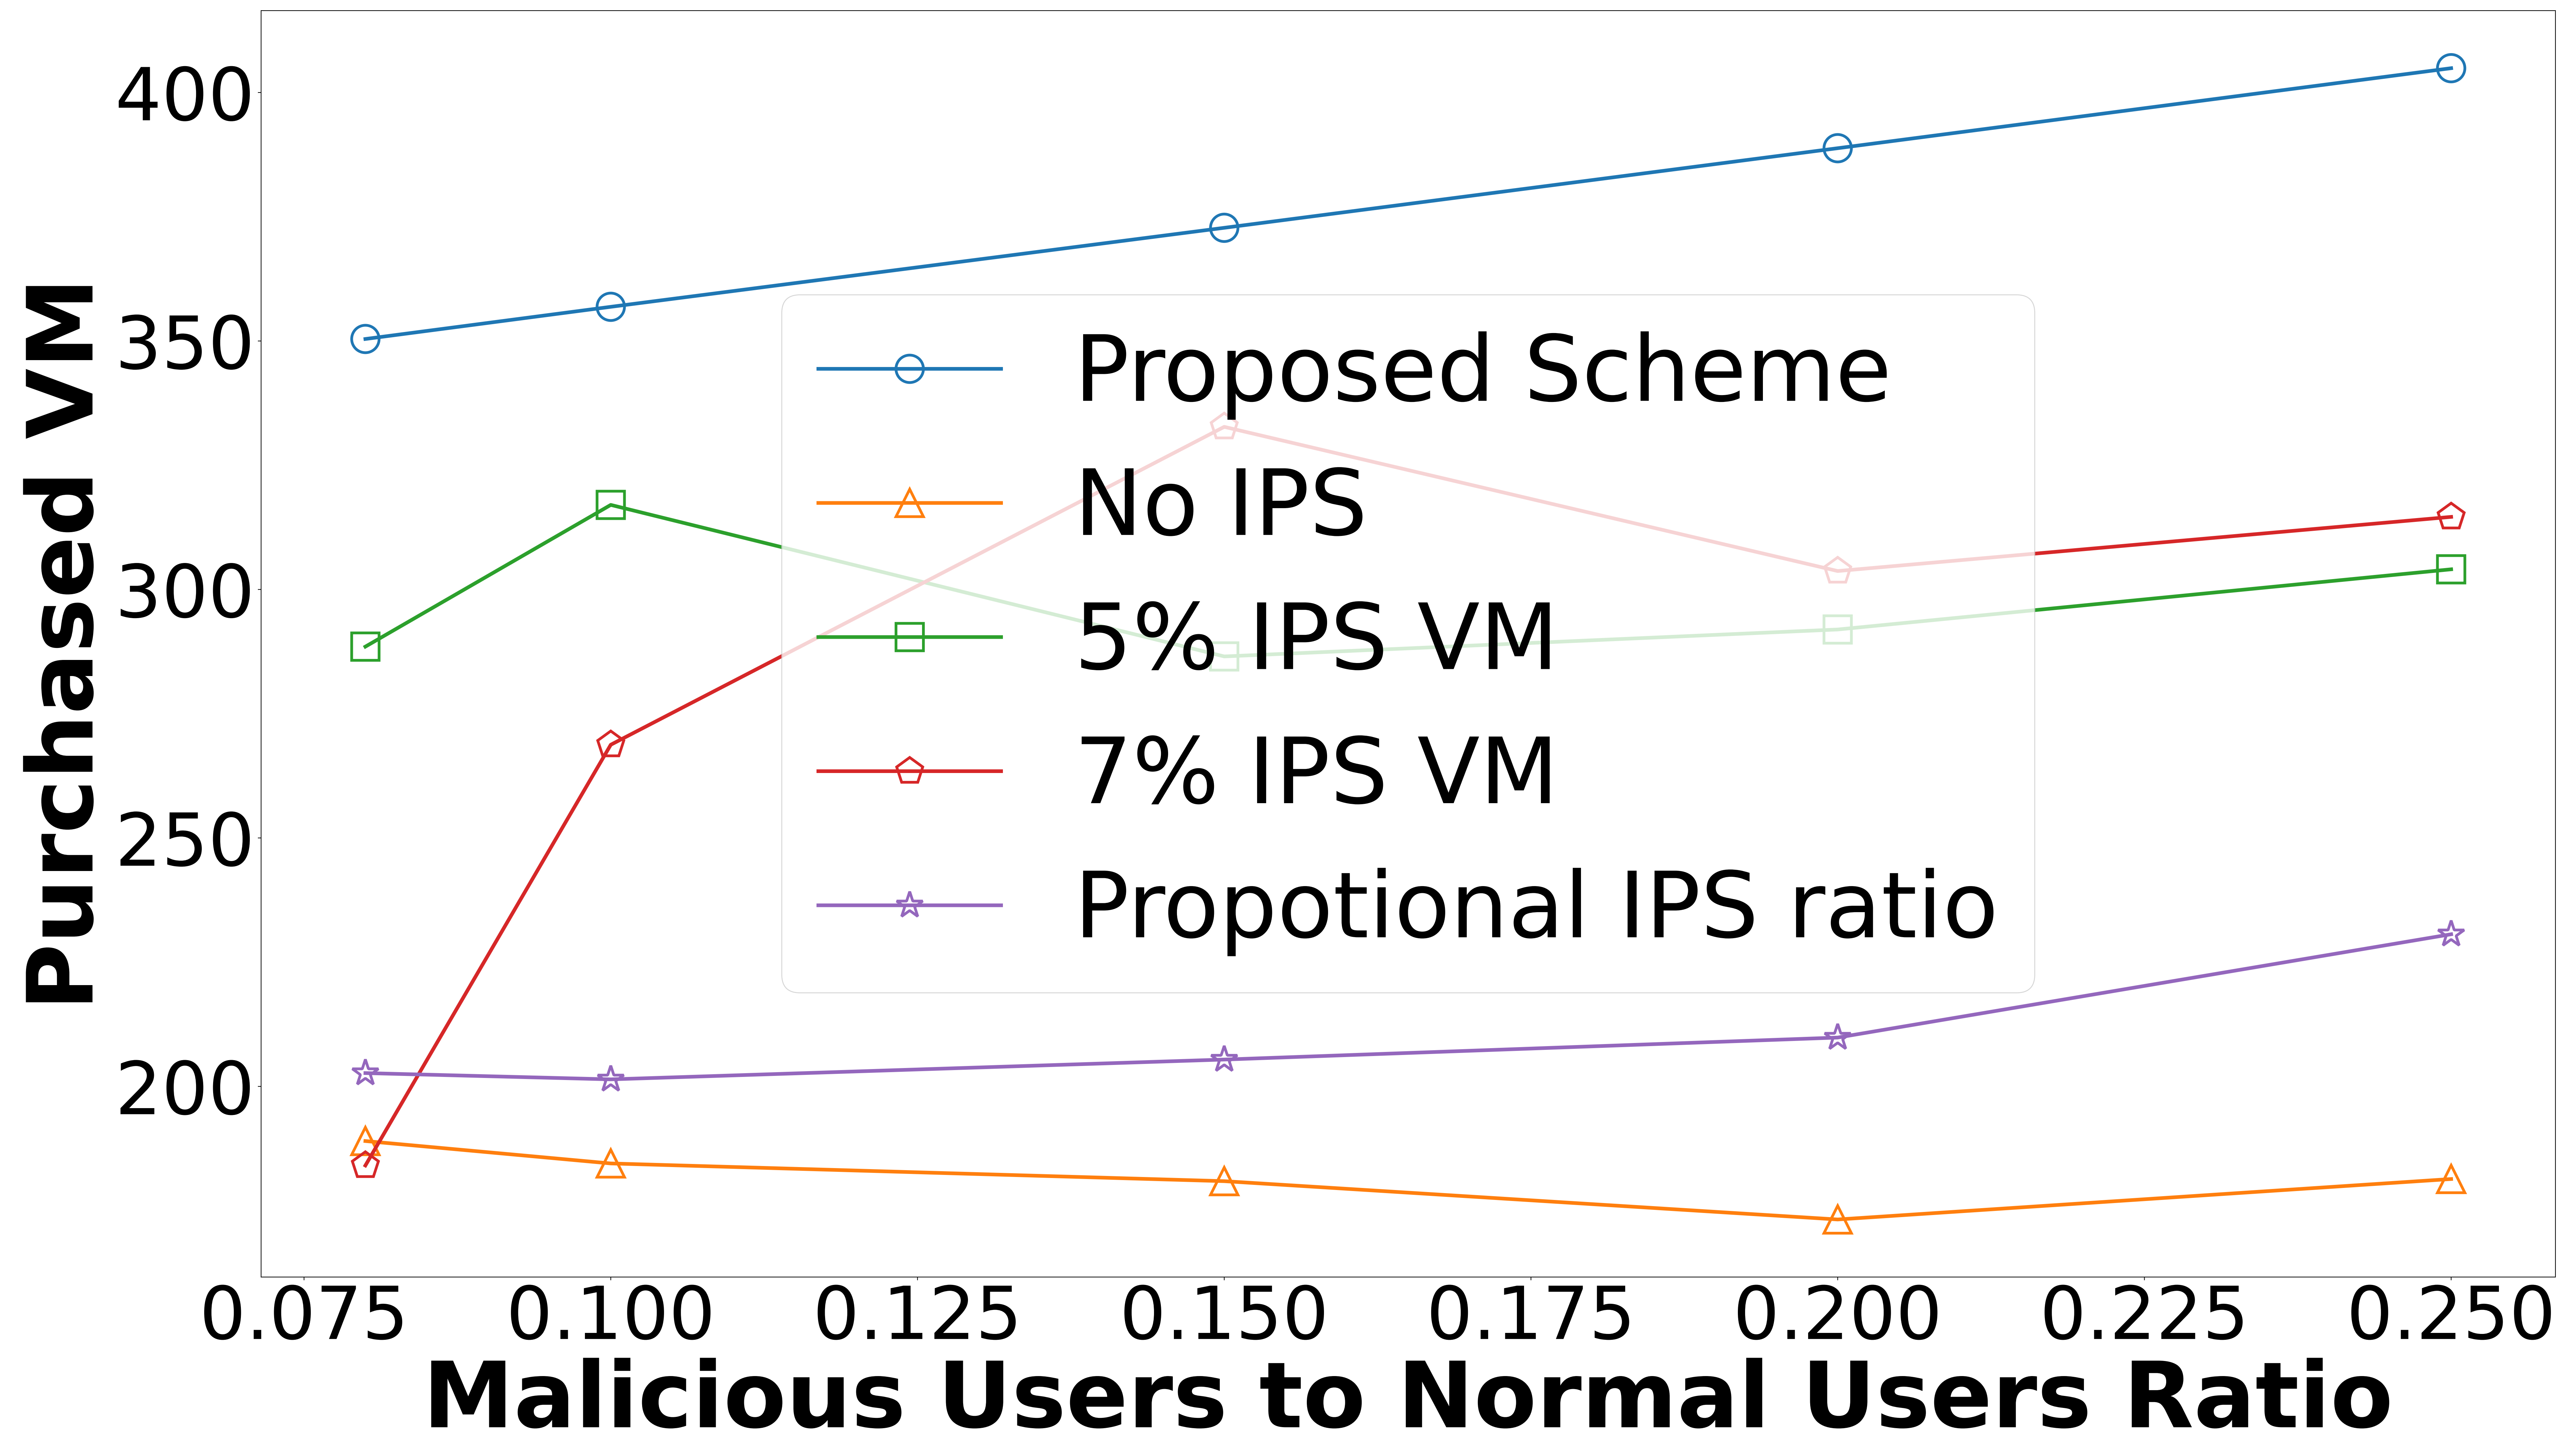 Purchased VM
400
350
300
250
200
Proposed Scheme
No IPS
5% IPS VM
7% IPS VM
Propotional IPS ratio
0.075 0.100 0.125 0.150 0.175 0.200 0.225 0.250
Malicious Users to Normal Users Ratio